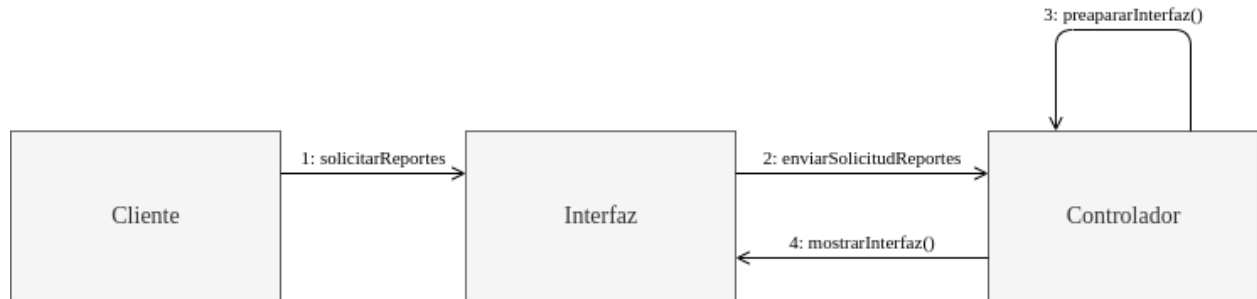 3: preapararInterfaz()
1: solicitarReportes
2: enviarSolicitudReportes
Cliente
Interfaz
Controlador
4: mostrarInterfaz()